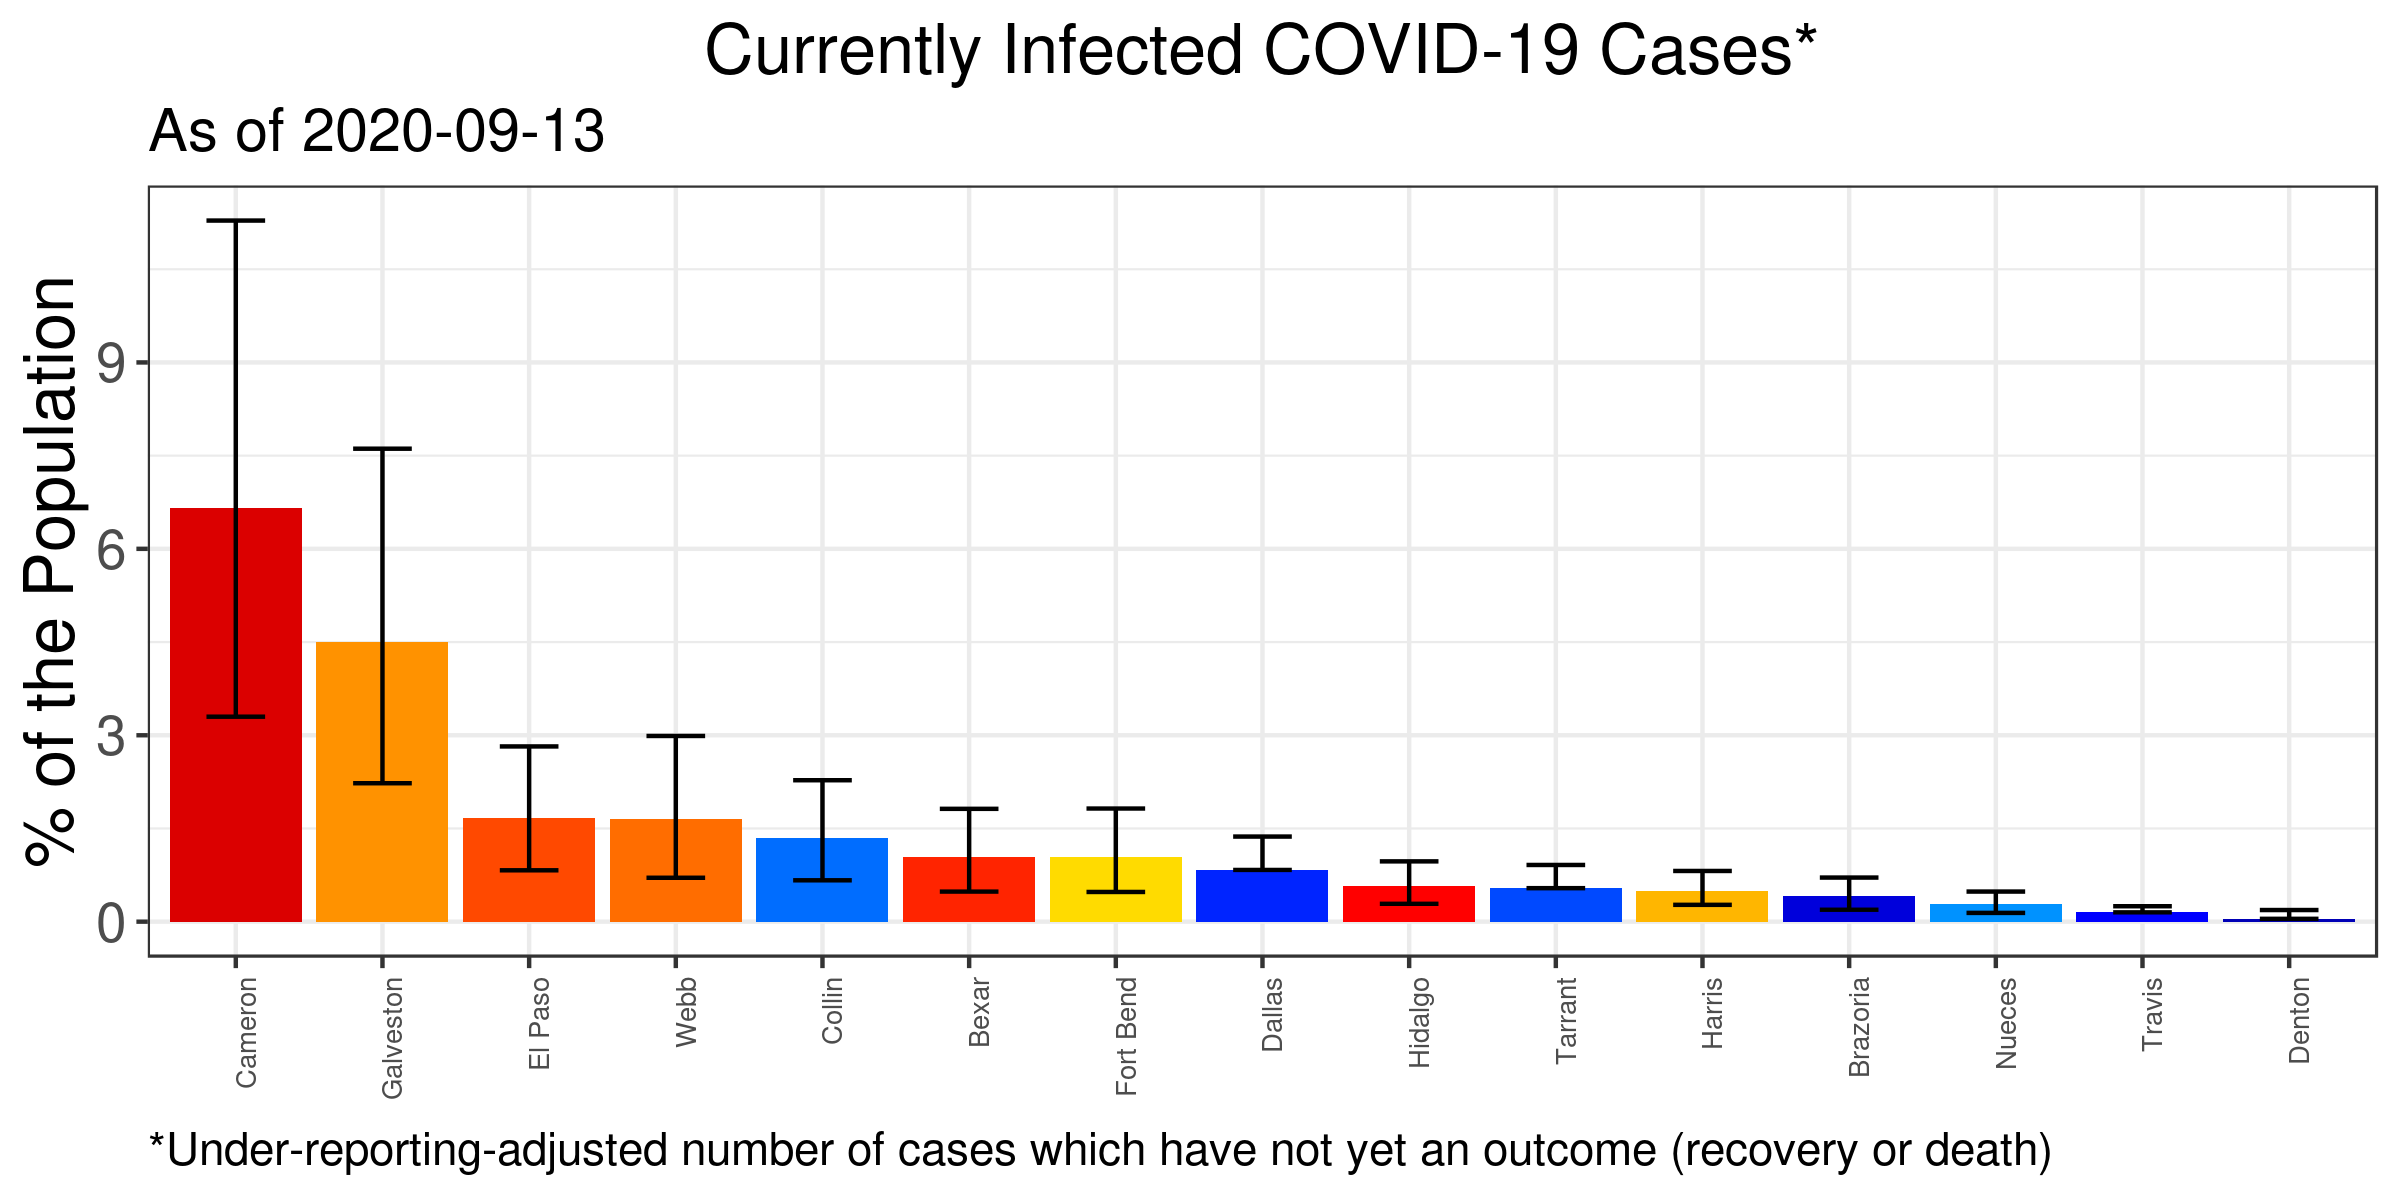 Currently Infected COVID-19 Cases*
As of 2020-09-13
% of the Population
9
6
3
0
Cameron
Galveston
El Paso
Webb
Collin
Bexar
Fort Bend
Dallas
Hidalgo
Tarrant
Harris
Brazoria
Nueces
Travis
Denton
*Under-reporting-adjusted number of cases which have not yet an outcome (recovery or death)